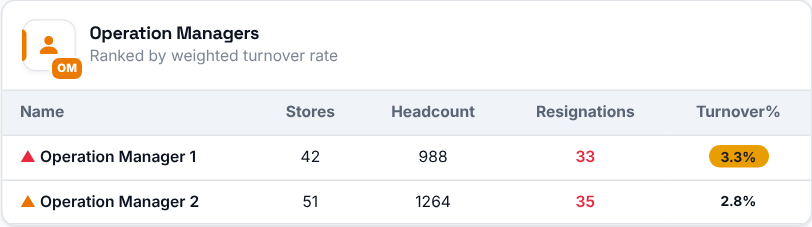 Operation Managers
Ranked by weighted turnover rate
OM
Name Stores Headcount Resignations Turnover%
Operation Manager 1 42 988 33 3.3%
Operation Manager 2 51 1264 35 2.8%